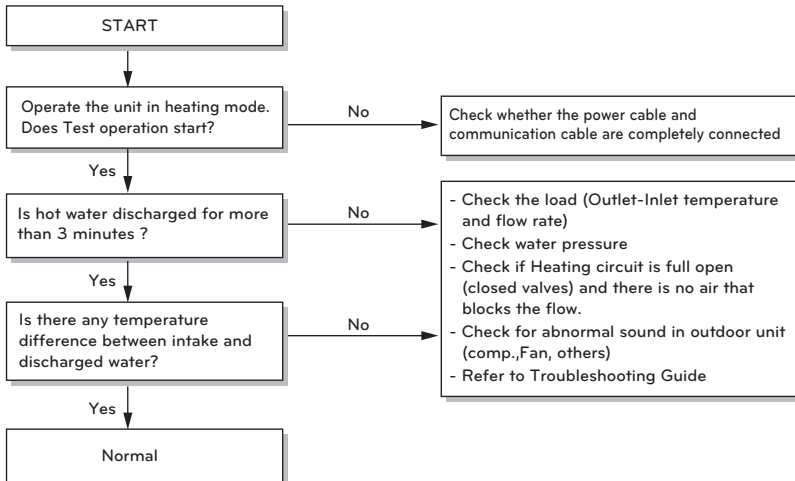 START
Operate the unit in heating mode.
Does Test operation start?
No
Check whether the power cable and
communication cable are completely connected
Yes
Is hot water discharged for more
than 3 minutes ?
No
- Check the load (Outlet-Inlet temperature
and flow rate)
- Check water pressure
- Check if Heating circuit is full open
(closed valves) and there is no air that
blocks the flow.
- Check for abnormal sound in outdoor unit
(comp.,Fan, others)
- Refer to Troubleshooting Guide
Yes
Is there any temperature
difference between intake and
discharged water?
No
Yes
Normal